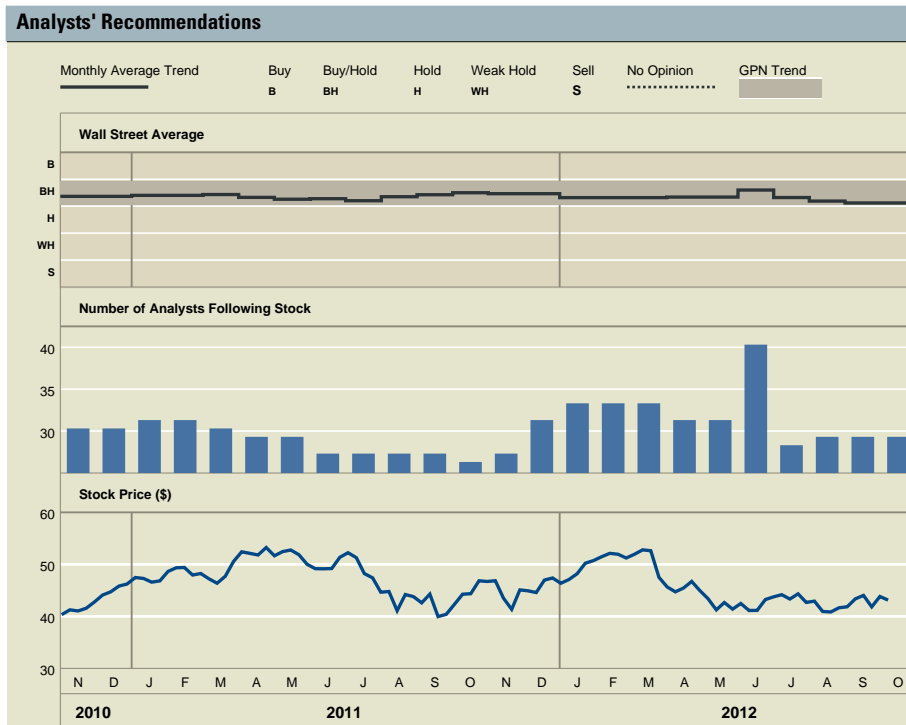 Analysts' Recommendations
Monthly Average Trend Buy Buy/Hold Hold Weak Hold Sell No Opinion GPN Trend
B BH H WH S
Wall Street Average
B
BH
H
WH
S
Number of Analysts Following Stock
40
35
30
Stock Price ($)
60
50
40
30
N D J F M A M J J A S O N D J F M A M J J A S O
2010 2011 2012